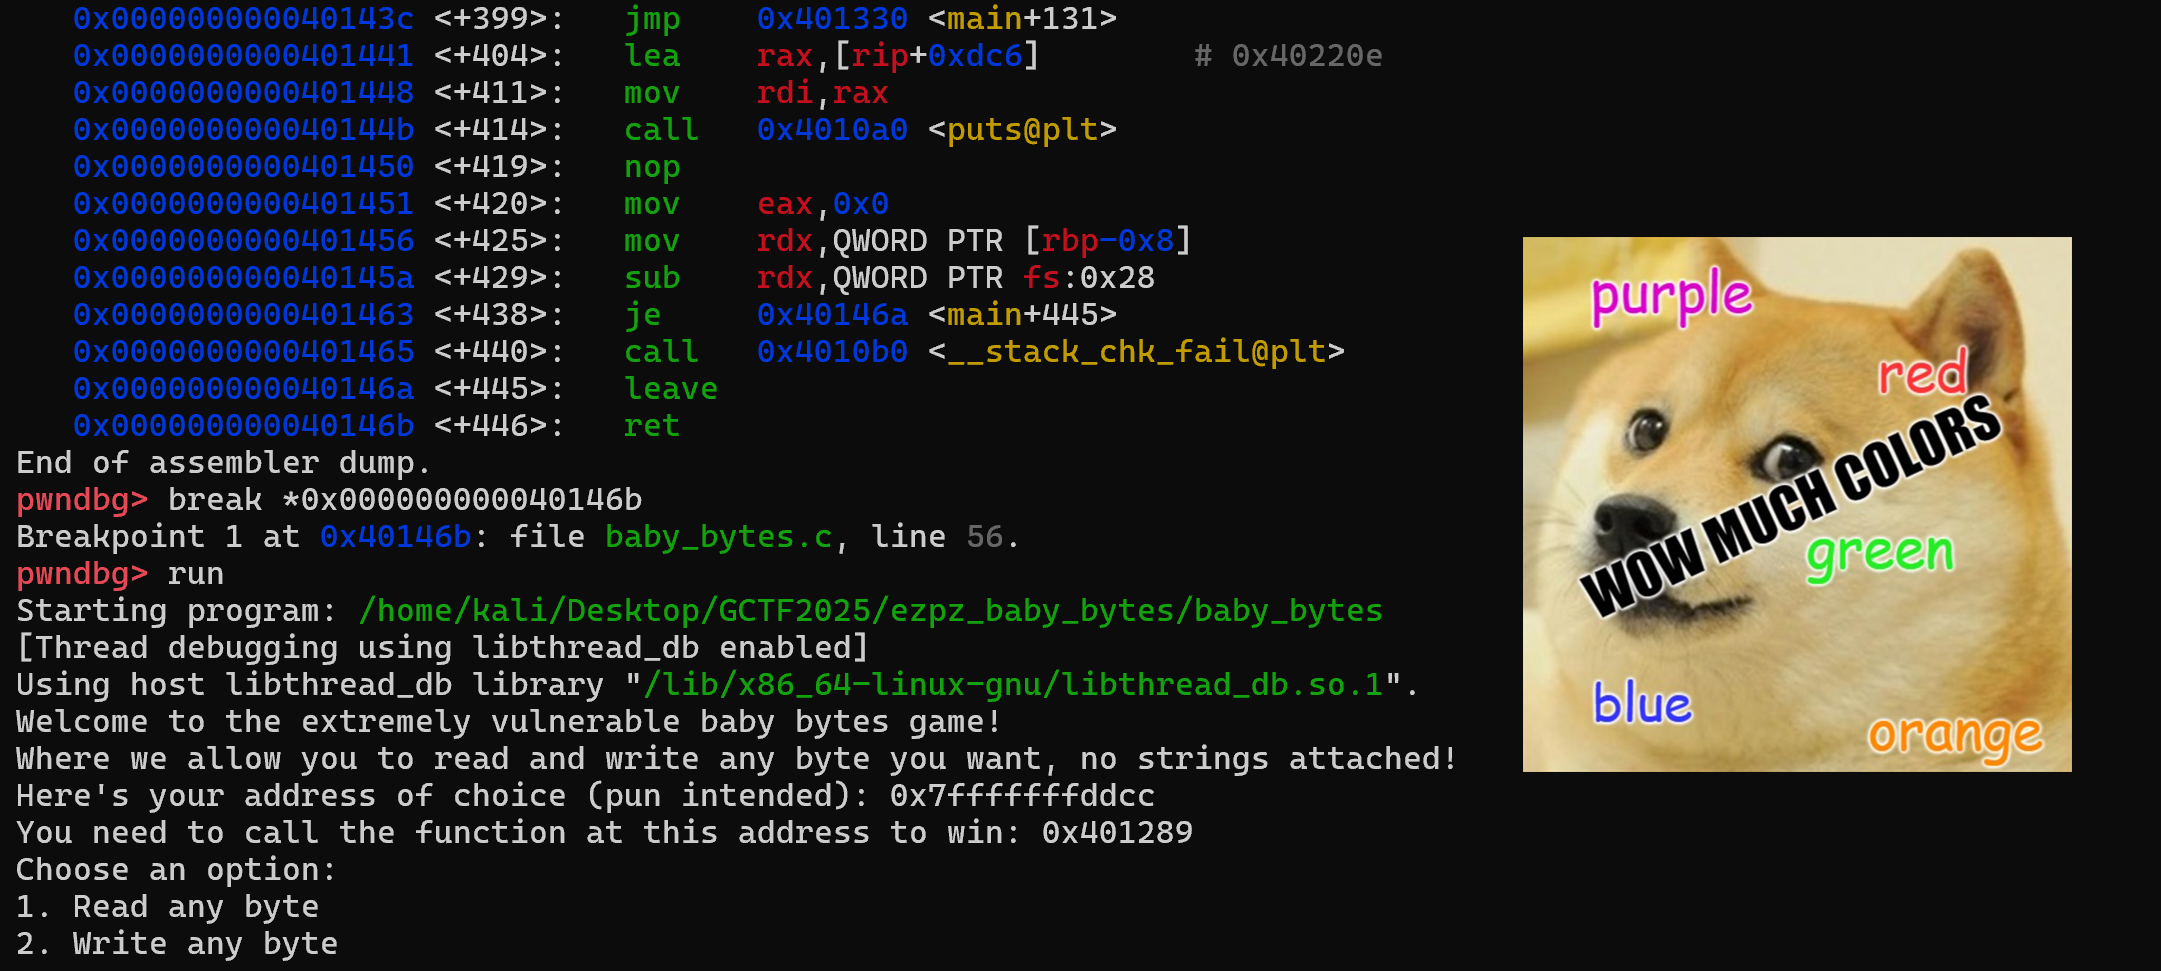 0x000000000040143c <+399>:   jmp    0x401330 <main+131>
0x0000000000401441 <+404>:   lea    rax,[rip+0xdc6]        # 0x40220e
0x0000000000401448 <+411>:   mov    rdi,rax
0x000000000040144b <+414>:   call   0x4010a0 <puts@plt>
0x0000000000401450 <+419>:   nop
0x0000000000401451 <+420>:   mov    eax,0x0
0x0000000000401456 <+425>:   mov    rdx,QWORD PTR [rbp-0x8]
0x000000000040145a <+429>:   sub    rdx,QWORD PTR fs:0x28
0x0000000000401463 <+438>:   je     0x40146a <main+445>
0x0000000000401465 <+440>:   call   0x4010b0 <__stack_chk_fail@plt>
0x000000000040146a <+445>:   leave
0x000000000040146b <+446>:   ret
End of assembler dump.
pwndbg> break *0x000000000040146b
Breakpoint 1 at 0x40146b: file baby_bytes.c, line 56.
pwndbg> run
Starting program: /home/kali/Desktop/GCTF2025/ezpz_baby_bytes/baby_bytes
[Thread debugging using libthread_db enabled]
Using host libthread_db library "/lib/x86_64-linux-gnu/libthread_db.so.1".
Welcome to the extremely vulnerable baby bytes game!
Where we allow you to read and write any byte you want, no strings attached!
Here's your address of choice (pun intended): 0x7fffffffddcc
You need to call the function at this address to win: 0x401289
Choose an option:
1. Read any byte
2. Write any byte
purple
red
WOW MUCH COLORS
green
blue
orange